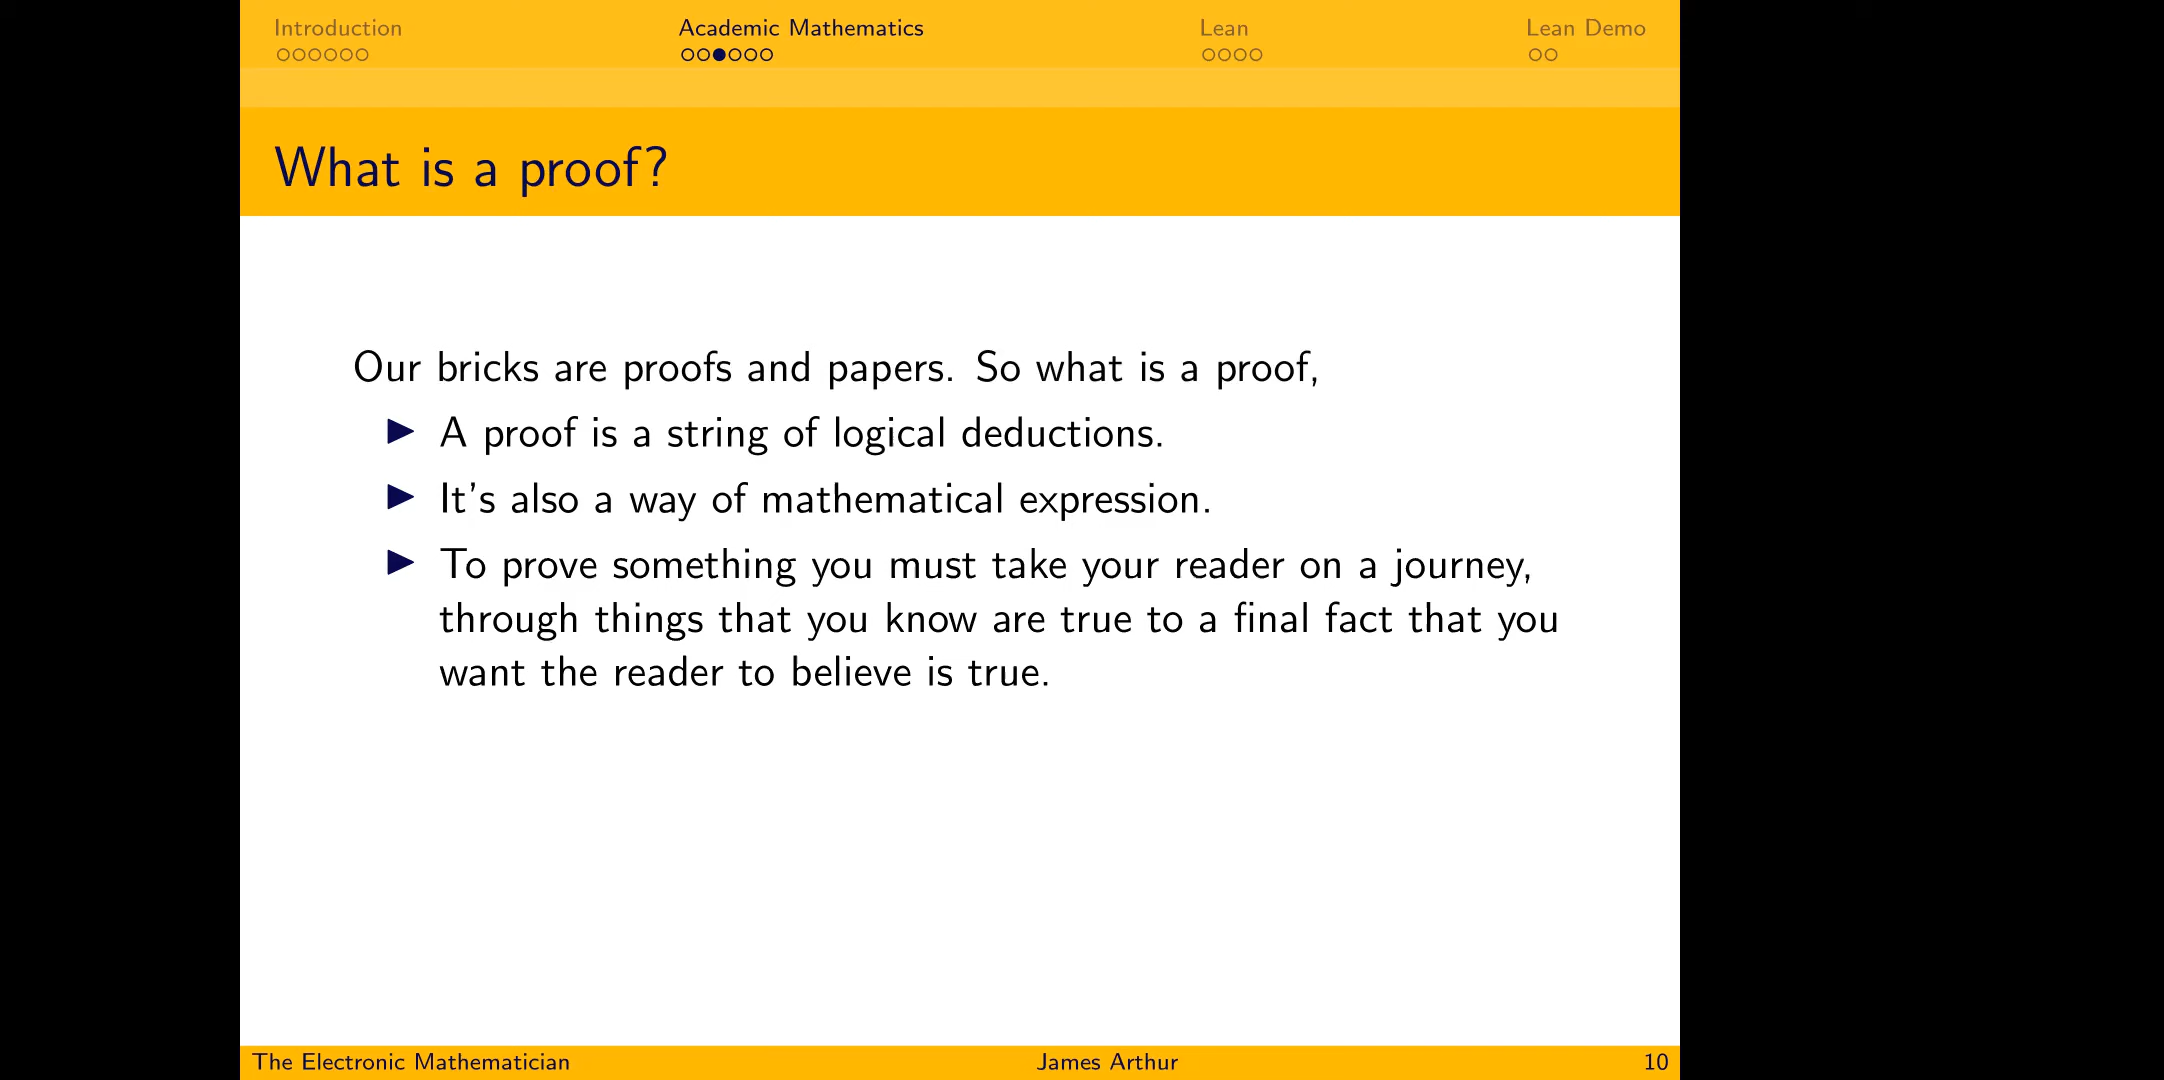 Introduction
Academic Mathematics
Lean
Lean Demo
What is a proof?
Our bricks are proofs and papers. So what is a proof,
A proof is a string of logical deductions.
It's also a way of mathematical expression.
To prove something you must take your reader on a journey,
through things that you know are true to a final fact that you
want the reader to believe is true.
The Electronic Mathematician
James Arthur
10